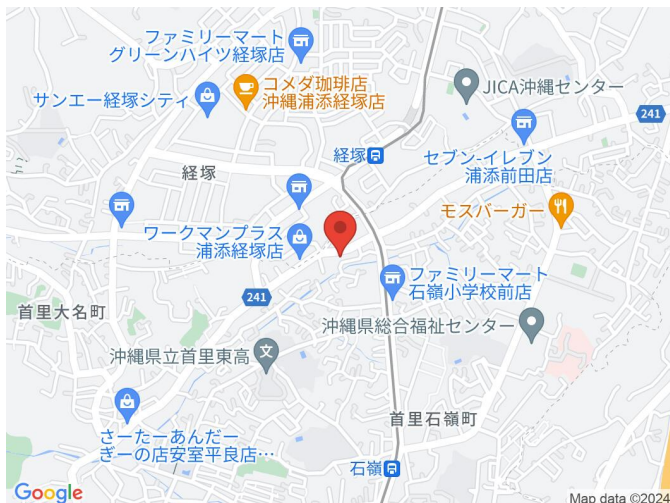 ファミリーマート
グリーンハイツ経塚店
コメダ珈琲店
沖縄浦添経塚店
サンエー経塚シティ
JICA沖縄センター
241
経塚
セブン-イレブン
浦添前田店
経塚
モスバーガー
ワークマンプラス
浦添経塚店
ファミリーマート
石嶺小学校前店
241
首里大名町
沖縄県総合福祉センター
沖縄県立首里東高
文
首里石嶺町
さーたーあんだー
ぎーの店安室平良店…
石嶺
Google
Map data ©2024